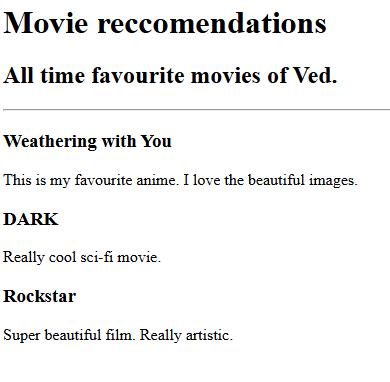 Movie reccomendations
All time favourite movies of Ved.
Weathering with You
This is my favourite anime. I love the beautiful images.
DARK
Really cool sci-fi movie.
Rockstar
Super beautiful film. Really artistic.